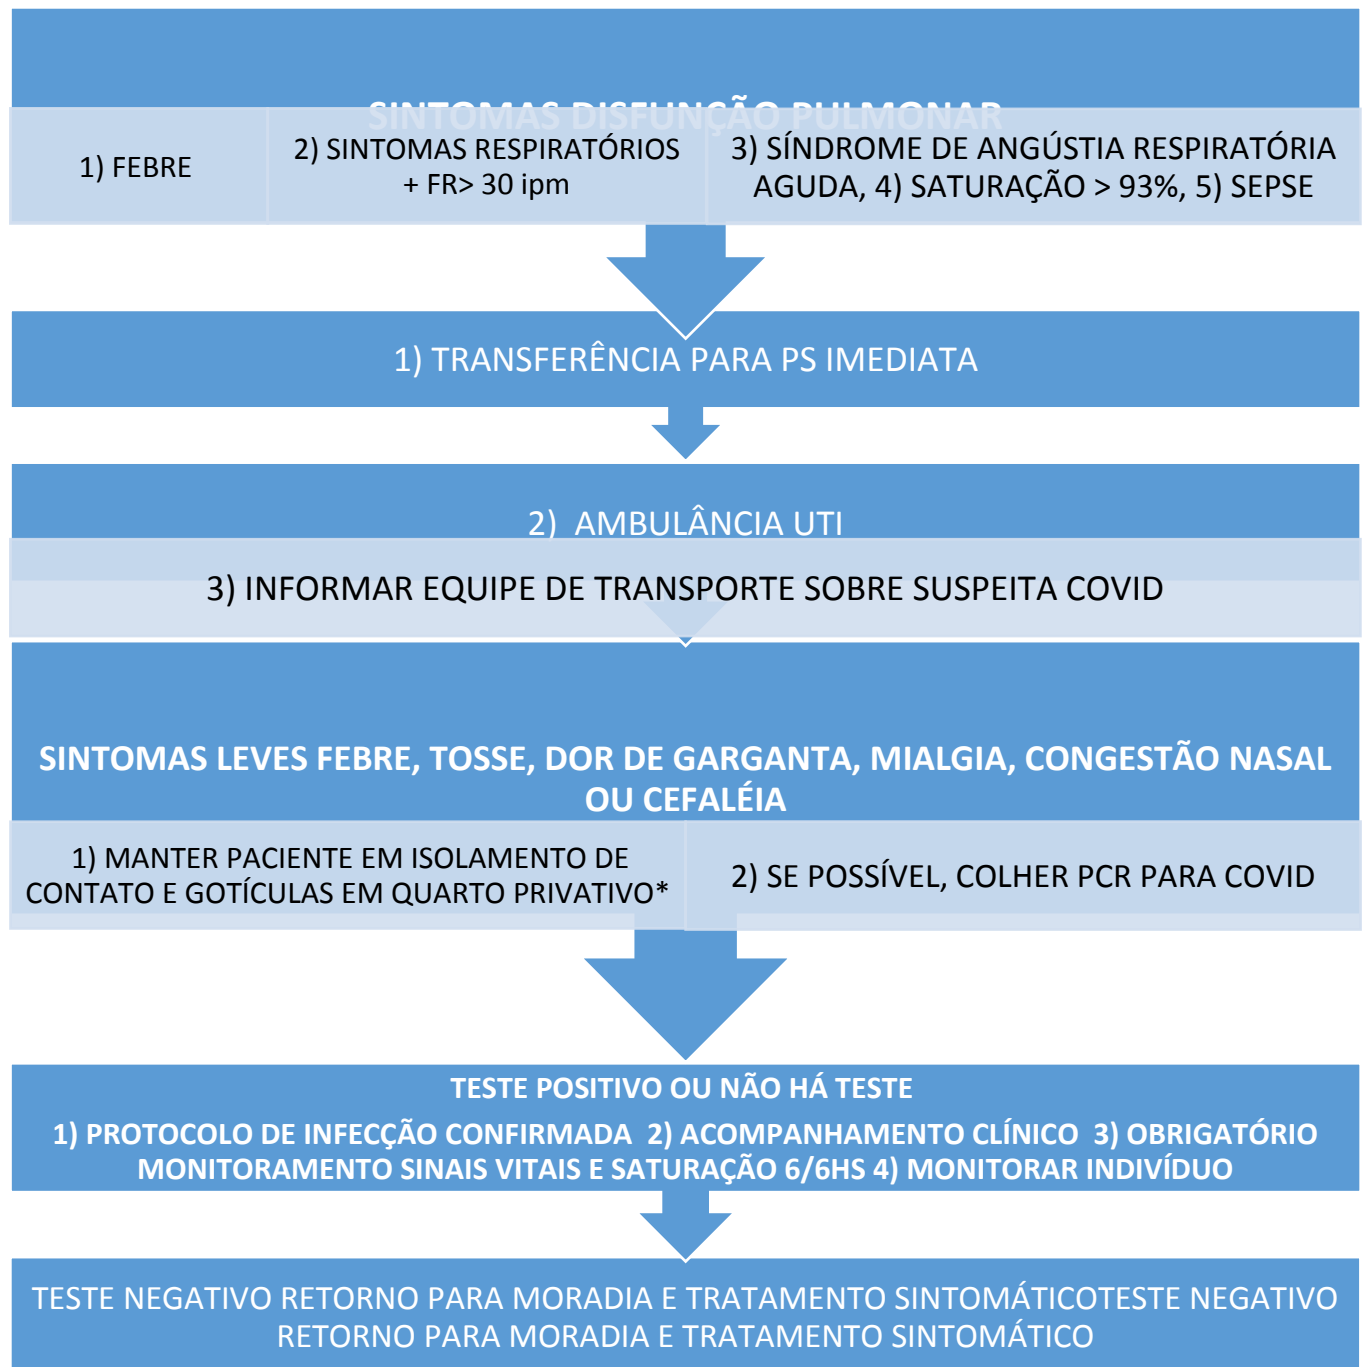 SINTOMAS DISFUNÇÃO PULMONAR
1) FEBRE
2) SINTOMAS RESPIRATÓRIOS
+ FR> 30 ipm
3) SÍNDROME DE ANGÚSTIA RESPIRATÓRIA
AGUDA, 4) SATURAÇÃO > 93%, 5) SEPSE
1) TRANSFERÊNCIA PARA PS IMEDIATA
2) AMBULÂNCIA UTI
3) INFORMAR EQUIPE DE TRANSPORTE SOBRE SUSPEITA COVID
SINTOMAS LEVES FEBRE, TOSSE, DOR DE GARGANTA, MIALGIA, CONGESTÃO NASAL
OU CEFALÉIA
1) MANTER PACIENTE EM ISOLAMENTO DE
CONTATO E GOTÍCULAS EM QUARTO PRIVATIVO*
2) SE POSSÍVEL, COLHER PCR PARA COVID
TESTE POSITIVO OU NÃO HÁ TESTE
1) PROTOCOLO DE INFECÇÃO CONFIRMADA 2) ACOMPANHAMENTO CLÍNICO 3) OBRIGATÓRIO
MONITORAMENTO SINAIS VITAIS E SATURAÇÃO 6/6HS 4) MONITORAR INDIVÍDUO
TESTE NEGATIVO RETORNO PARA MORADIA E TRATAMENTO SINTOMÁTICOTESTE NEGATIVO
RETORNO PARA MORADIA E TRATAMENTO SINTOMÁTICO